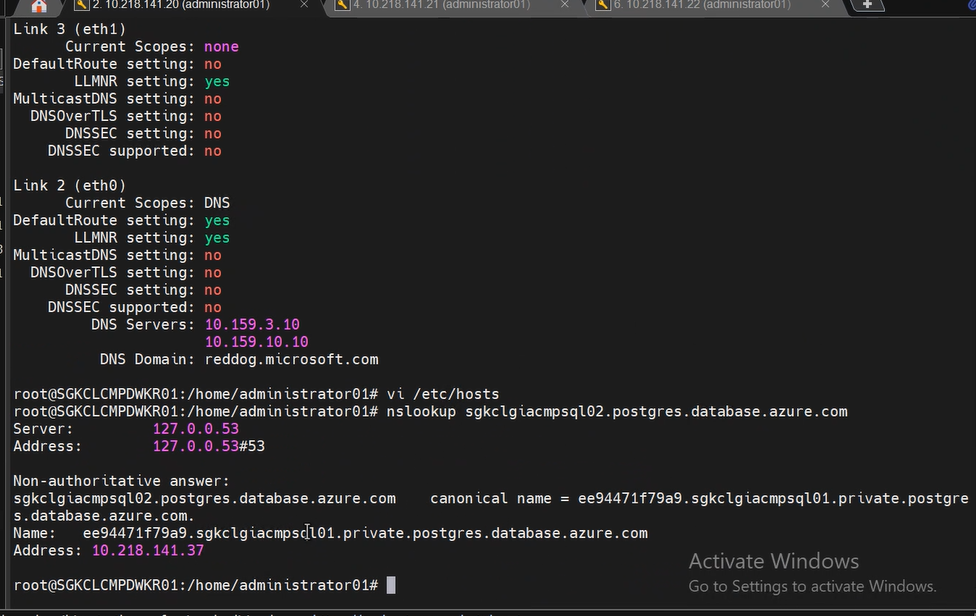 2. 10.218.141.20 (administrator01)
4. 10.218.141.21 (administrator01)
6. 10.218.141.22 (administrator01)
Link 3 (eth1)
Current Scopes: none
DefaultRoute setting: no
LLMNR setting: yes
MulticastDNS setting: no
DNSOverTLS setting: no
DNSSEC setting: no
DNSSEC supported: no
Link 2 (eth0)
Current Scopes: DNS
DefaultRoute setting: yes
LLMNR setting: yes
MulticastDNS setting: no
DNSOverTLS setting: no
DNSSEC setting: no
DNSSEC supported: no
DNS Servers: 10.159.3.10
10.159.10.10
DNS Domain: reddog.microsoft.com
root@SGKCLCMPDWKR01:/home/administrator01# vi /etc/hosts
root@SGKCLCMPDWKR01:/home/administrator01# nslookup sgkclgiacmpsql02.postgres.database.azure.com
Server: 127.0.0.53
Address: 127.0.0.53#53
Non-authoritative answer:
sgkclgiacmpsql02.postgres.database.azure.com canonical name = ee94471f79a9.sgkclgiacmpsql01.private.postgre
s.database.azure.com.
Name: ee94471f79a9.sgkclgiacmpsql01.private.postgres.database.azure.com
Address: 10.218.141.37
root@SGKCLCMPDWKR01:/home/administrator01#
Activate Windows
Go to Settings to activate Windows.